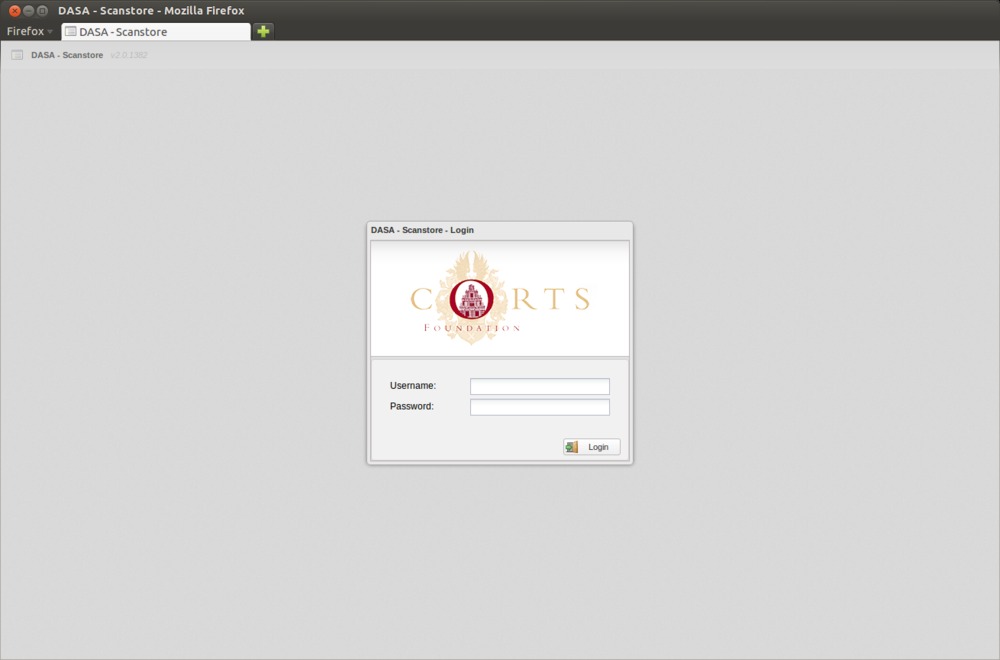 DASA - Scanstore - Mozilla Firefox
Firefox
DASA - Scanstore
DASA - Scanstore v2.0.1382
DASA - Scanstore - Login
CORTS
FOUNDATION
Username:
Password:
Login